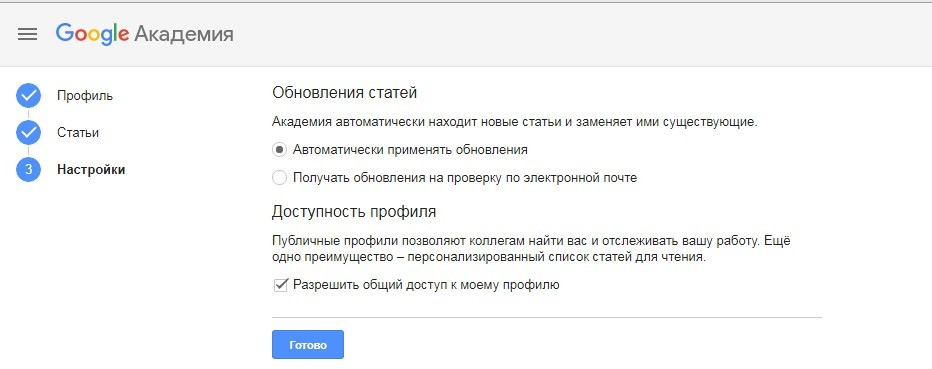 Google Академия
Профиль
Статьи
3 Настройки
Обновления статей
Академия автоматически находит новые статьи и заменяет ими существующие.
Автоматически применять обновления
Получать обновления на проверку по электронной почте
Доступность профиля
Публичные профили позволяют коллегам найти вас и отслеживать вашу работу. Ещё
одно преимущество – персонализированный список статей для чтения.
Разрешить общий доступ к моему профилю
Готово